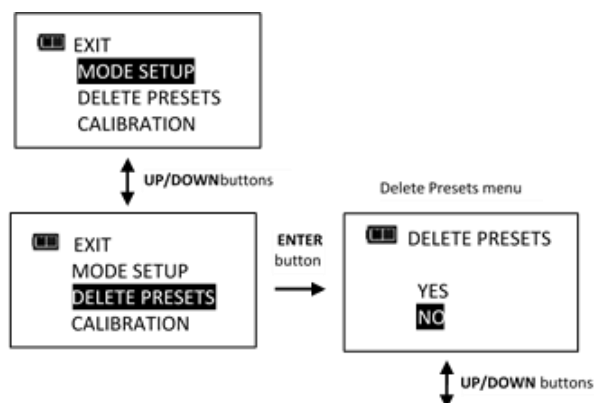 EXIT
MODE SETUP
DELETE PRESETS
CALIBRATION
UP/DOWNbuttons
Delete Presets menu
EXIT
MODE SETUP
DELETE PRESETS
CALIBRATION
ENTER
button
DELETE PRESETS
YES
NO
UP/DOWN buttons